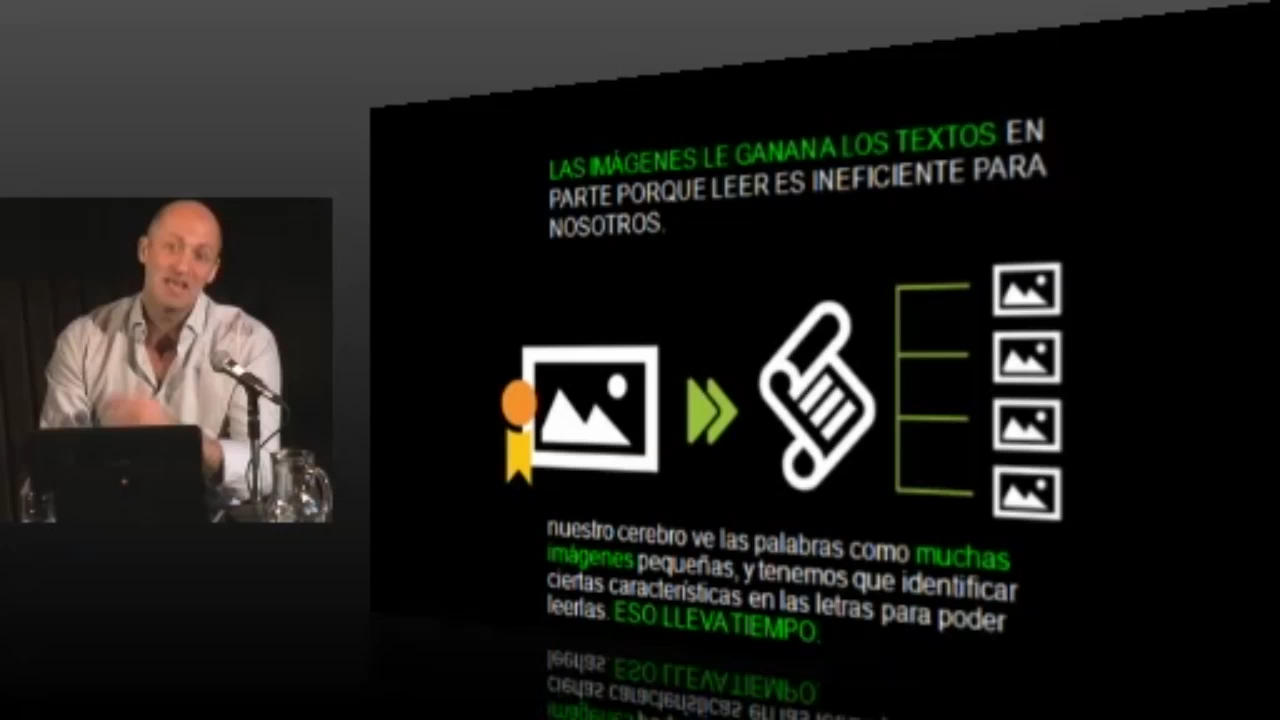 LAS IMÁGENES LE GANAN A LOS TEXTOS EN
PARTE PORQUE LEER ES INEFICIENTE PARA
NOSOTROS.
nuestro cerebro ve las palabras como muchas
imágenes pequeñas, y tenemos que identificar
ciertas características en las letras para poder
leerlas. ESO LLEVA TIEMPO.